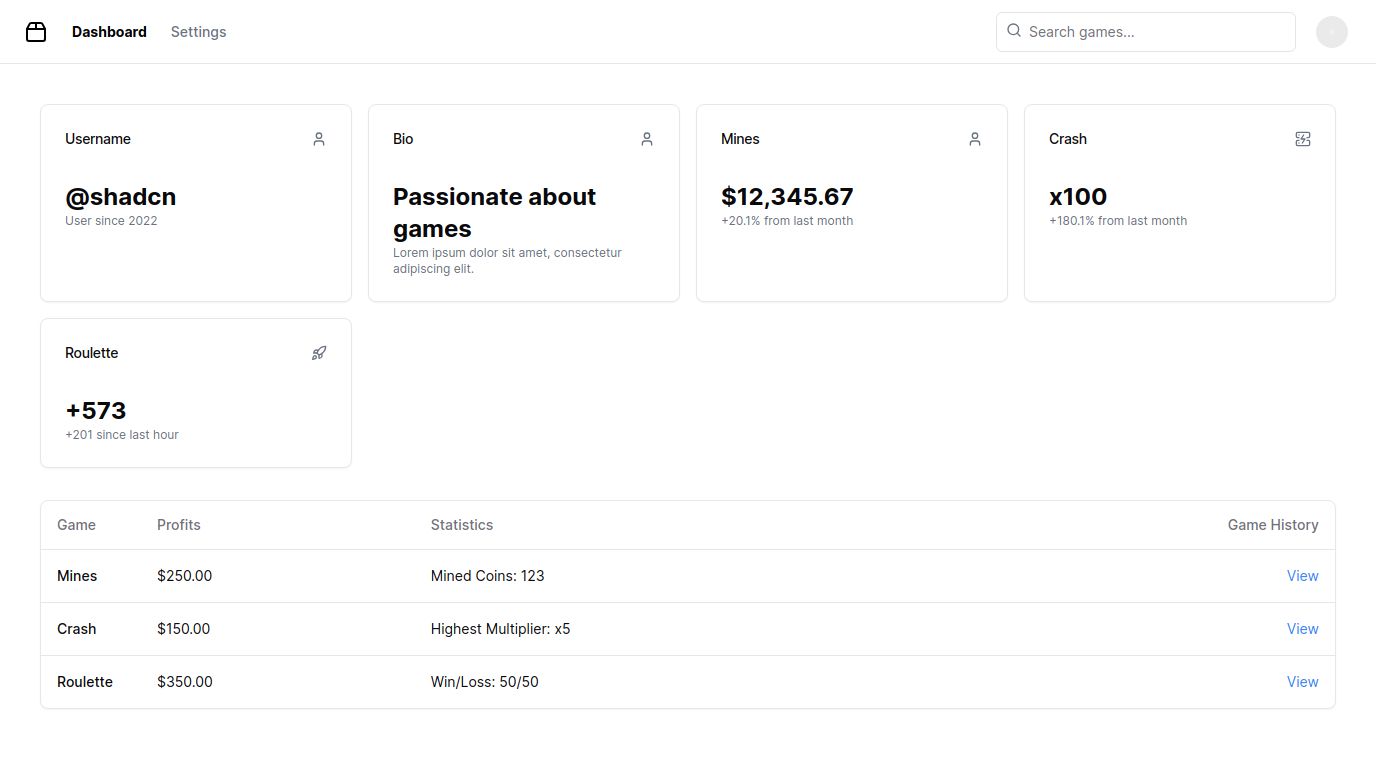 Dashboard Settings Search games...
Username Bio Mines Crash
@shadcn Passionate about $12,345.67 x100
User since 2022 games +20.1% from last month +180.1% from last month
Lorem ipsum dolor sit amet, consectetur
adipiscing elit.
Roulette
+573
+201 since last hour
Game Profits Statistics Game History
Mines $250.00 Mined Coins: 123 View
Crash $150.00 Highest Multiplier: x5 View
Roulette $350.00 Win/Loss: 50/50 View